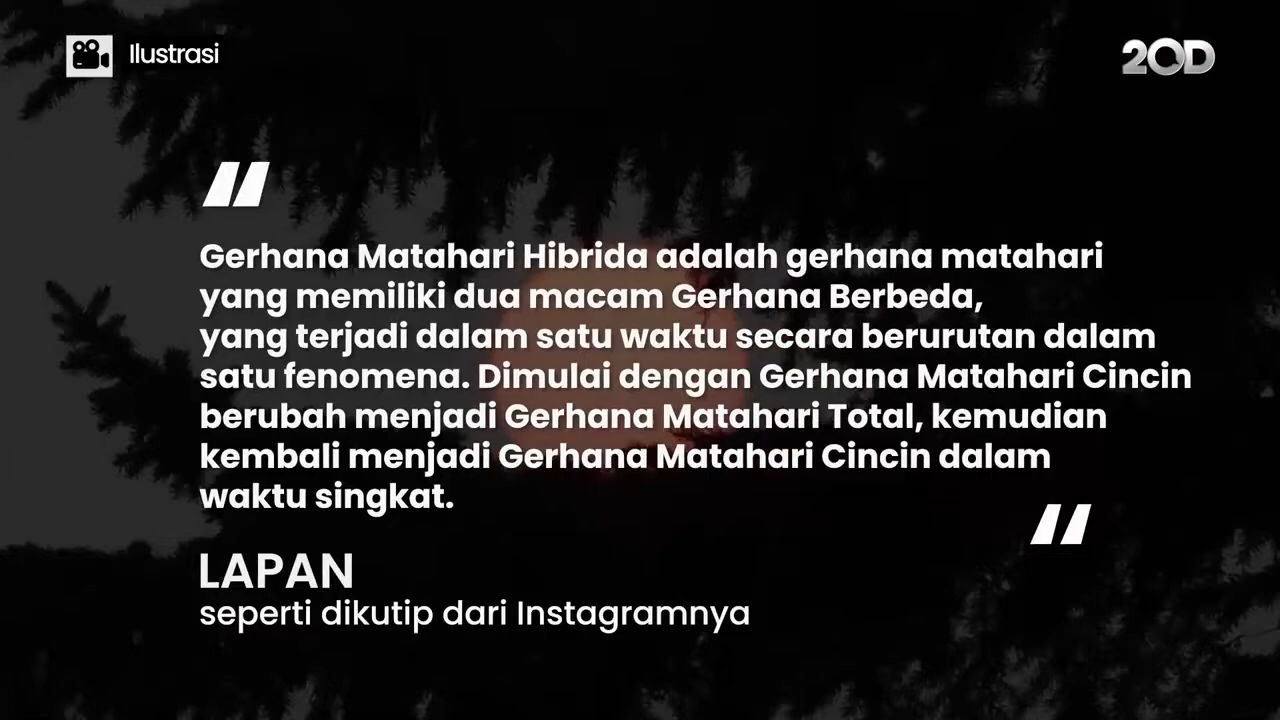 Ilustrasi
20D
"
Gerhana Matahari Hibrida adalah gerhana matahari
yang memiliki dua macam Gerhana Berbeda,
yang terjadi dalam satu waktu secara berurutan dalam
satu fenomena. Dimulai dengan Gerhana Matahari Cincin
berubah menjadi Gerhana Matahari Total, kemudian
kembali menjadi Gerhana Matahari Cincin dalam
waktu singkat.
"
LAPAN
seperti dikutip dari Instagramnya